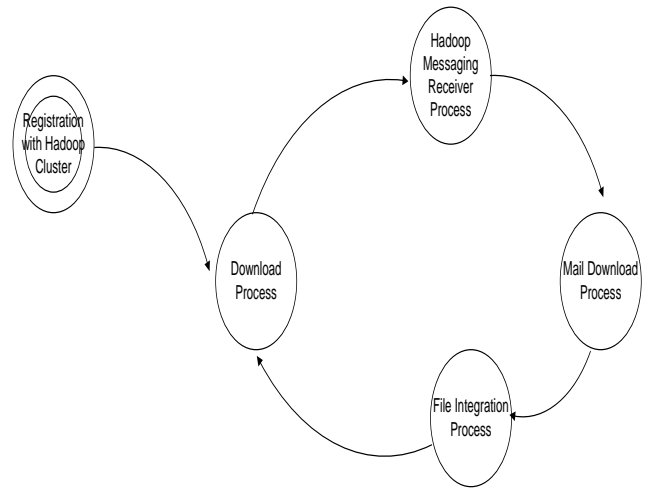 Hadoop
Messaging
Receiver
Process
Registration
with Hadoop
Cluster
Download
Process
Mail Download
Process
File Integration
Process